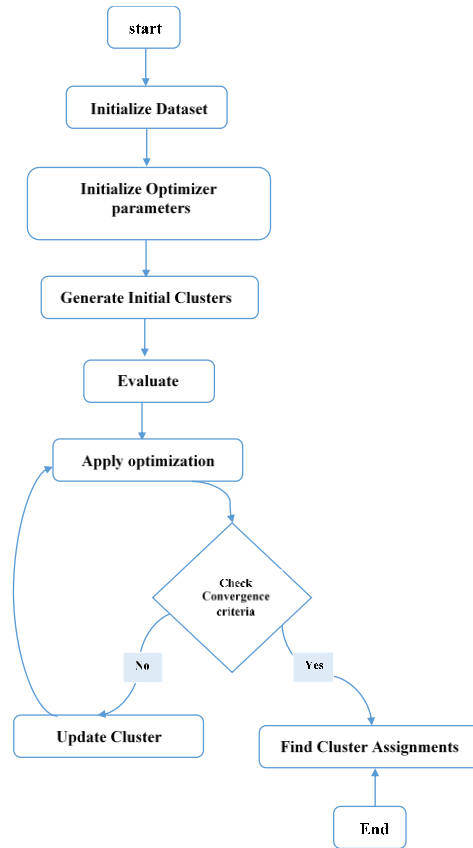 start
Initialize Dataset
Initialize Optimizer
parameters
Generate Initial Clusters
Evaluate
Apply optimization
Check
Convergence
criteria
No
Yes
Update Cluster
Find Cluster Assignments
End